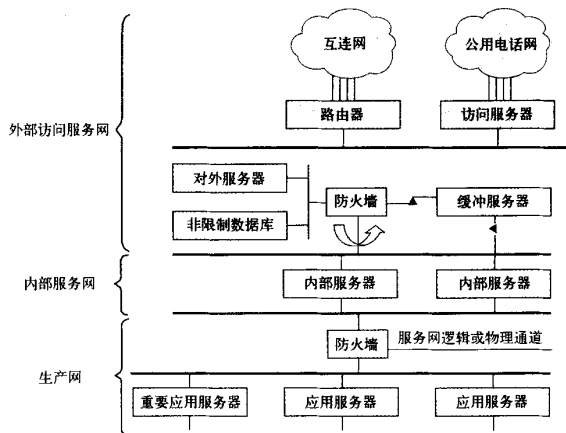 互连网
公用电话网
路由器
访问服务器
外部访问服务网
对外服务器
防火墙
缓冲服务器
非限制数据库
内部服务网
内部服务器
内部服务器
防火墙
服务网逻辑或物理通道
生产网
重要应用服务器
应用服务器
应用服务器